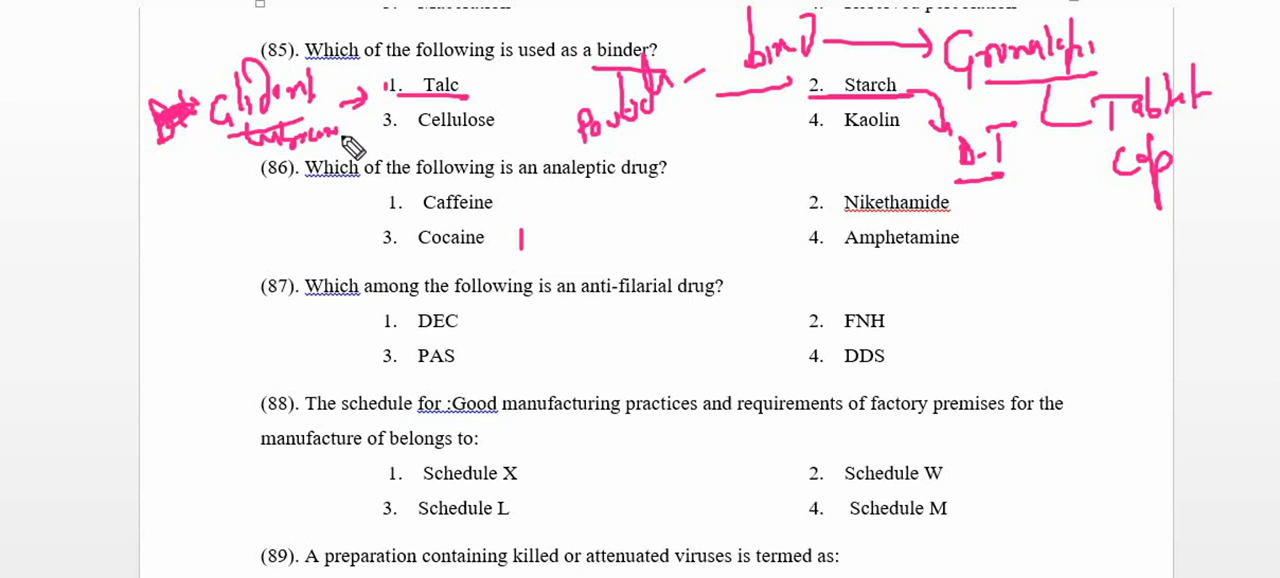 (85). Which of the following is used as a binder?
1. Talc 2. Starch
3. Cellulose 4. Kaolin
bind
Glidant
D.T
Tablet
cap
(86). Which of the following is an analeptic drug?
1. Caffeine 2. Nikethamide
3. Cocaine 4. Amphetamine
(87). Which among the following is an anti-filarial drug?
1. DEC 2. FNH
3. PAS 4. DDS
(88). The schedule for :Good manufacturing practices and requirements of factory premises for the
manufacture of belongs to:
1. Schedule X 2. Schedule W
3. Schedule L 4. Schedule M
(89). A preparation containing killed or attenuated viruses is termed as: